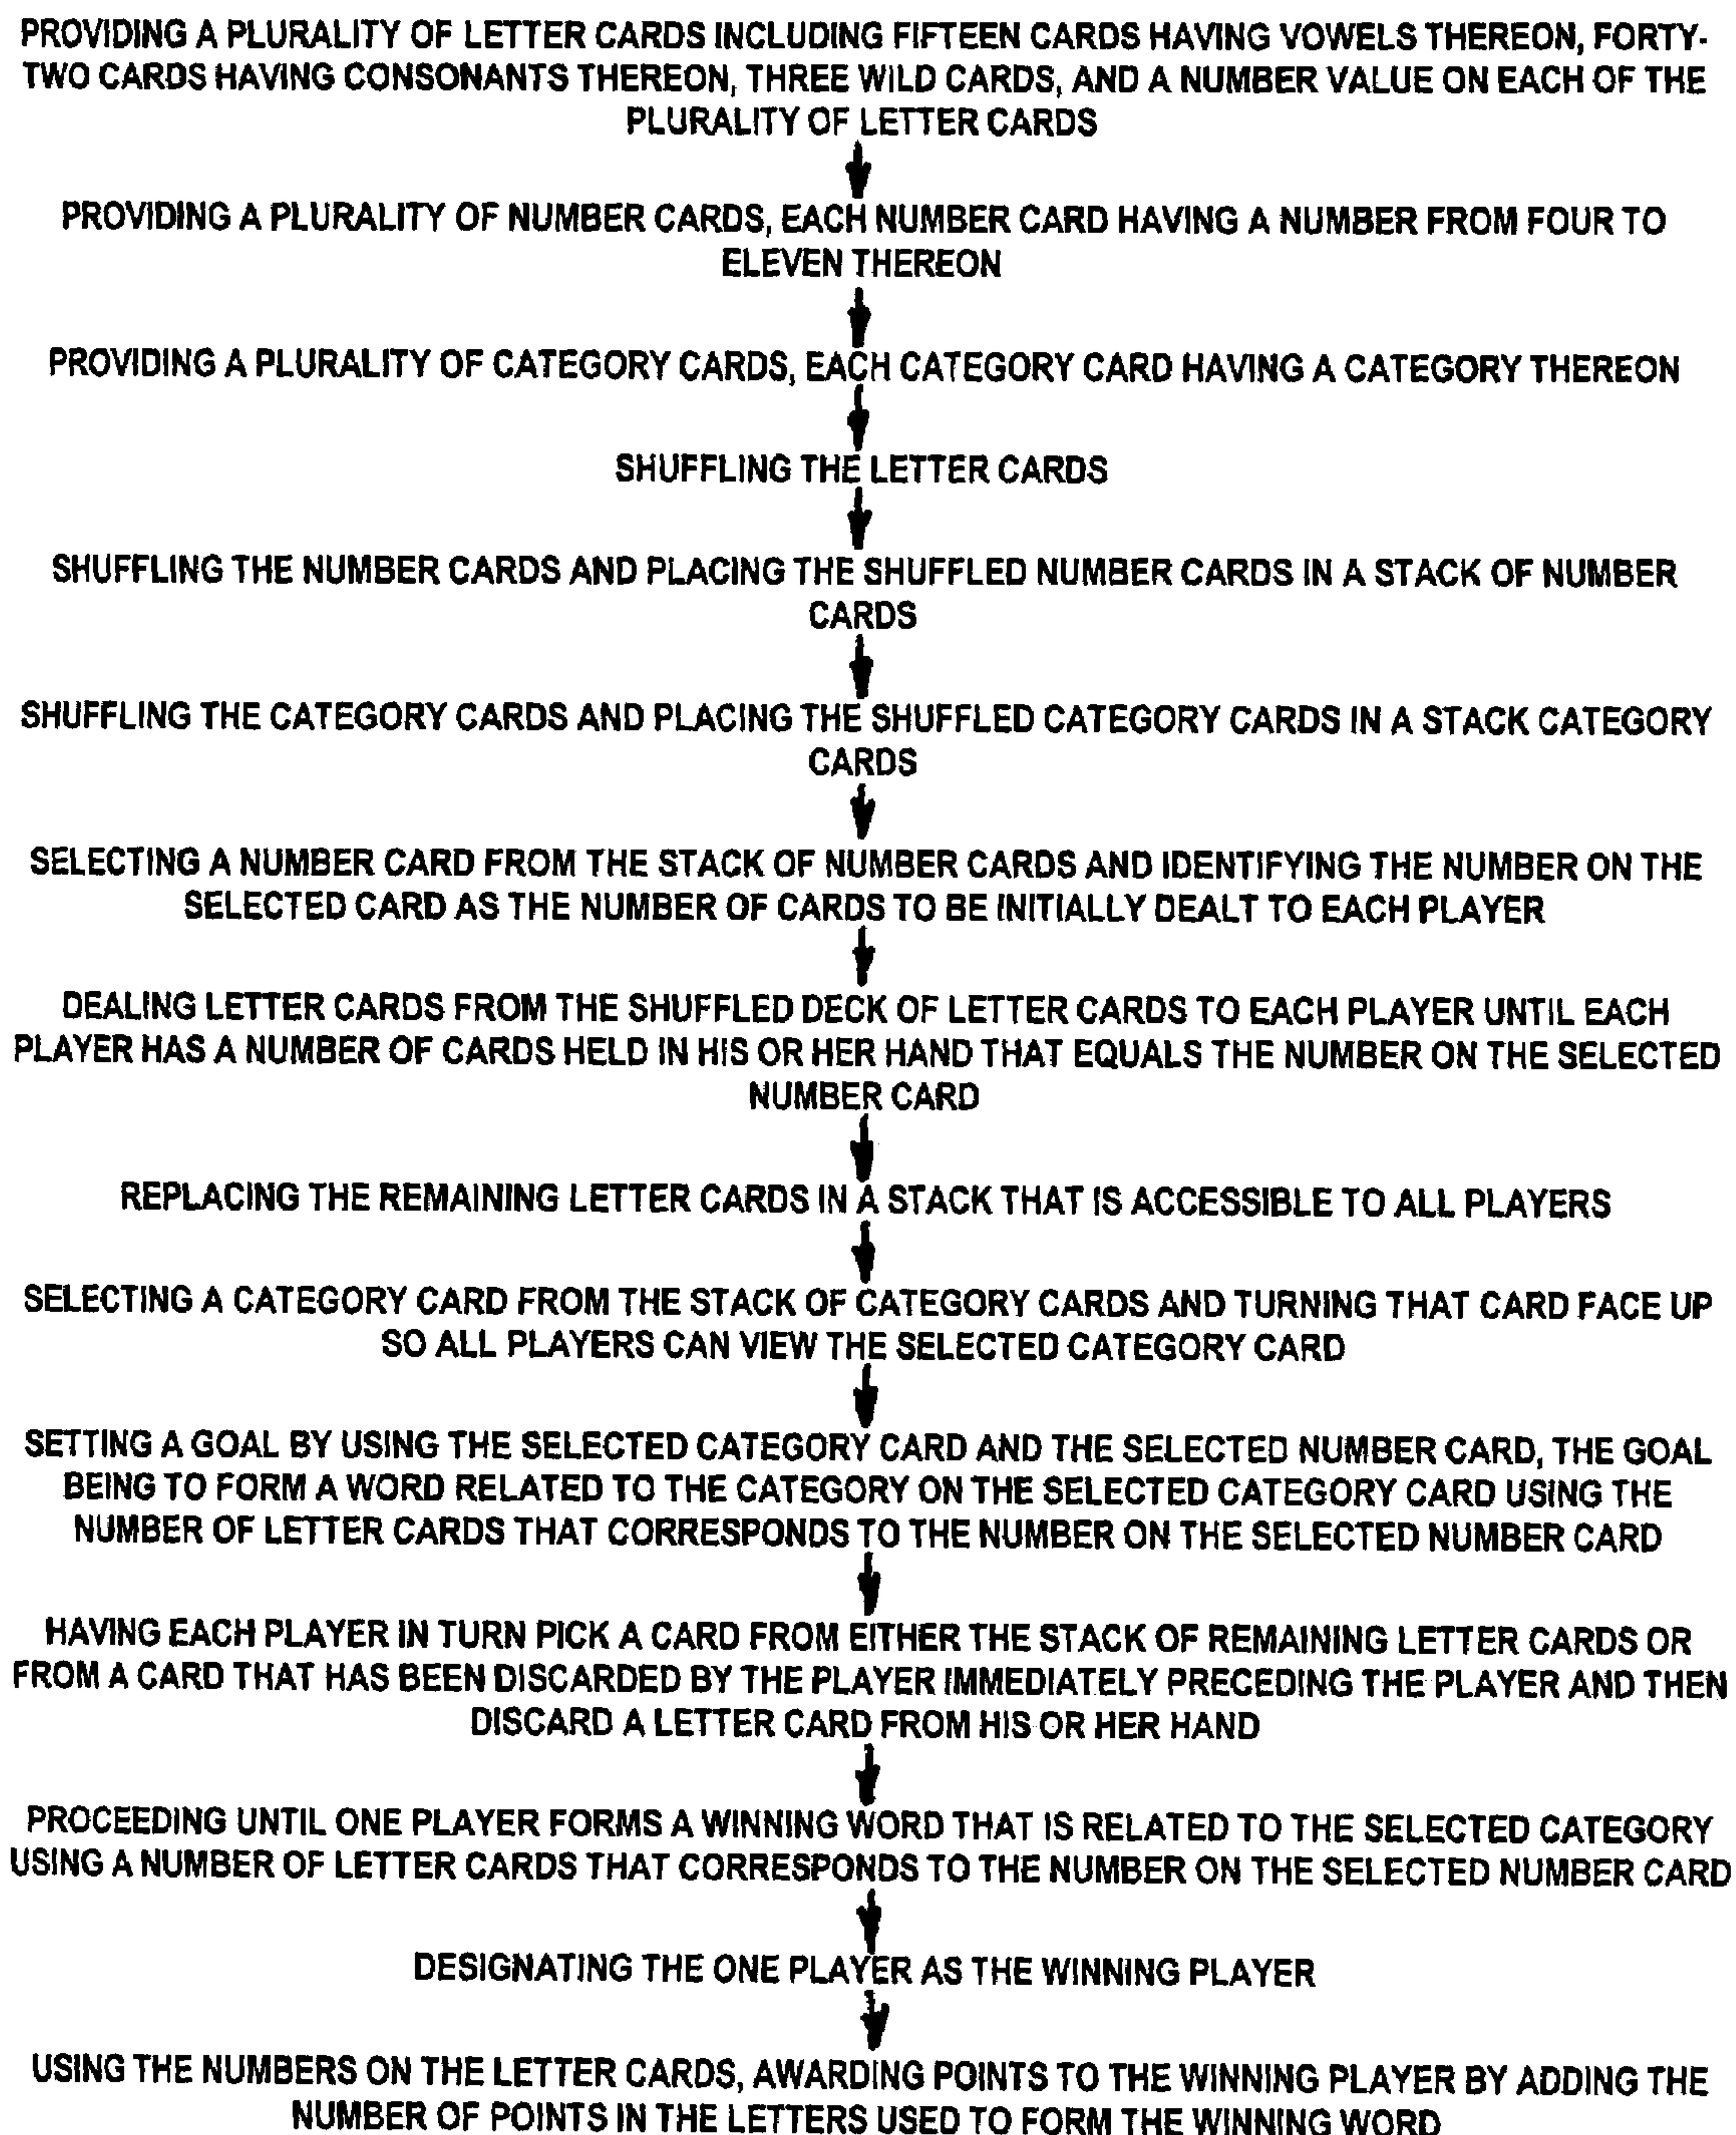 PROVIDING A PLURALITY OF LETTER CARDS INCLUDING FIFTEEN CARDS HAVING VOWELS THEREON, FORTY-
TWO CARDS HAVING CONSONANTS THEREON, THREE WILD CARDS, AND A NUMBER VALUE ON EACH OF THE
PLURALITY OF LETTER CARDS
PROVIDING A PLURALITY OF NUMBER CARDS, EACH NUMBER CARD HAVING A NUMBER FROM FOUR TO
ELEVEN THEREON
PROVIDING A PLURALITY OF CATEGORY CARDS, EACH CATEGORY CARD HAVING A CATEGORY THEREON
SHUFFLING THE LETTER CARDS
SHUFFLING THE NUMBER CARDS AND PLACING THE SHUFFLED NUMBER CARDS IN A STACK OF NUMBER
CARDS
SHUFFLING THE CATEGORY CARDS AND PLACING THE SHUFFLED CATEGORY CARDS IN A STACK CATEGORY
CARDS
SELECTING A NUMBER CARD FROM THE STACK OF NUMBER CARDS AND IDENTIFYING THE NUMBER ON THE
SELECTED CARD AS THE NUMBER OF CARDS TO BE INITIALLY DEALT TO EACH PLAYER
DEALING LETTER CARDS FROM THE SHUFFLED DECK OF LETTER CARDS TO EACH PLAYER UNTIL EACH
PLAYER HAS A NUMBER OF CARDS HELD IN HIS OR HER HAND THAT EQUALS THE NUMBER ON THE SELECTED
NUMBER CARD
REPLACING THE REMAINING LETTER CARDS IN A STACK THAT IS ACCESSIBLE TO ALL PLAYERS
SELECTING A CATEGORY CARD FROM THE STACK OF CATEGORY CARDS AND TURNING THAT CARD FACE UP
SO ALL PLAYERS CAN VIEW THE SELECTED CATEGORY CARD
SETTING A GOAL BY USING THE SELECTED CATEGORY CARD AND THE SELECTED NUMBER CARD, THE GOAL
BEING TO FORM A WORD RELATED TO THE CATEGORY ON THE SELECTED CATEGORY CARD USING THE
NUMBER OF LETTER CARDS THAT CORRESPONDS TO THE NUMBER ON THE SELECTED NUMBER CARD
HAVING EACH PLAYER IN TURN PICK A CARD FROM EITHER THE STACK OF REMAINING LETTER CARDS OR
FROM A CARD THAT HAS BEEN DISCARDED BY THE PLAYER IMMEDIATELY PRECEDING THE PLAYER AND THEN
DISCARD A LETTER CARD FROM HIS OR HER HAND
PROCEEDING UNTIL ONE PLAYER FORMS A WINNING WORD THAT IS RELATED TO THE SELECTED CATEGORY
USING A NUMBER OF LETTER CARDS THAT CORRESPONDS TO THE NUMBER ON THE SELECTED NUMBER CARD
DESIGNATING THE ONE PLAYER AS THE WINNING PLAYER
USING THE NUMBERS ON THE LETTER CARDS, AWARDING POINTS TO THE WINNING PLAYER BY ADDING THE
NUMBER OF POINTS IN THE LETTERS USED TO FORM THE WINNING WORD